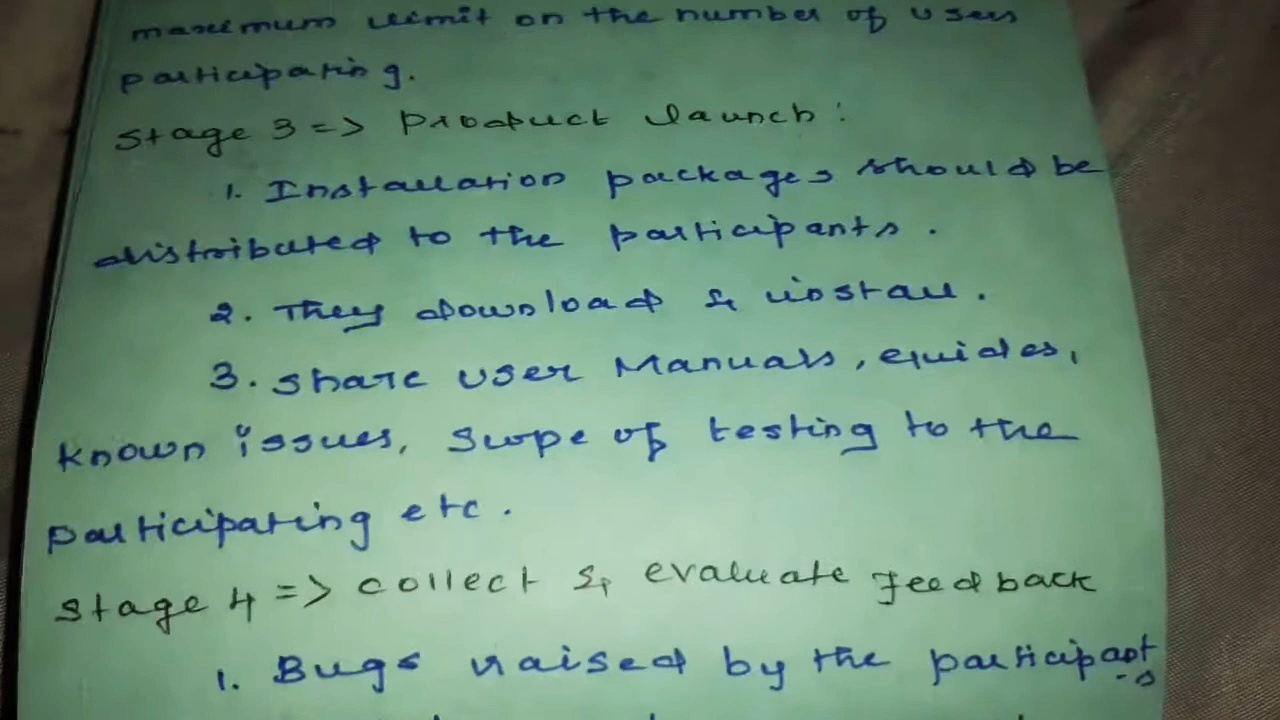 maximum limit on the number of users
participating.
Stage 3 => Product launch:
1. Installation packages should be
distributed to the participants.
2. They download & install.
3. Share user Manuals, guides,
known issues, scope of testing to the
participating etc.
Stage 4 => collect & evaluate feedback
1. Bugs raised by the participant
-s